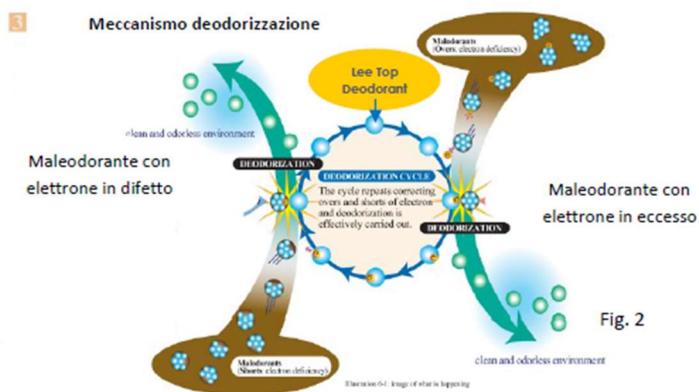 3
Meccanismo deodorizzazione
Malodorants
(Overs: electron deficiency)
Lee Top
Deodorant
clean and odorless environment
Maleodorante con
elettrone in difetto
DEODORIZATION
DEODORIZATION CYCLE
The cycle repeats correcting
overs and shorts of electron
and deodorization is
effectively carried out.
Maleodorante con
elettrone in eccesso
DEODORIZATION
Fig. 2
Malodorants
(Shorts: electron deficiency)
clean and odorless environment
Illustration 6-1: image of what is happening